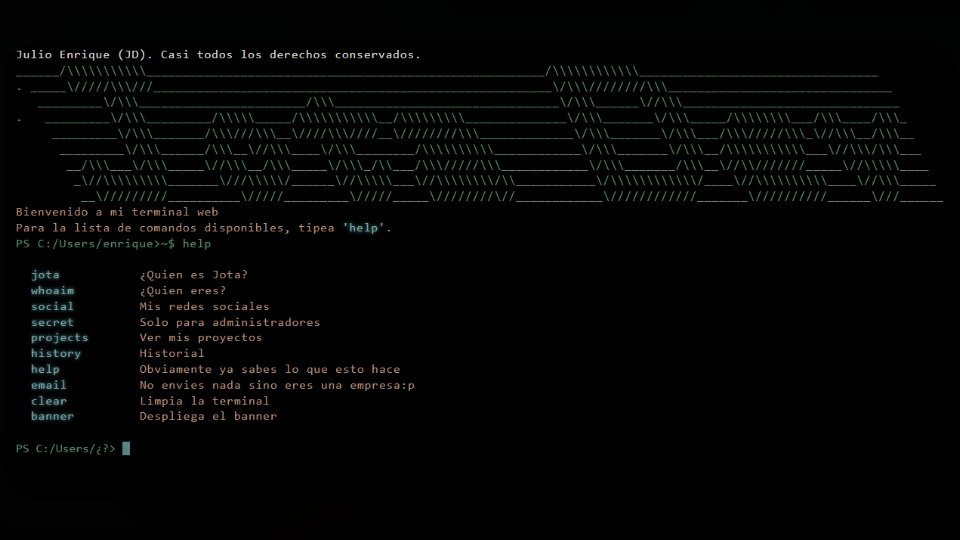 Julio Enrique (JD). Casi todos los derechos conservados.
Bienvenido a mi terminal web
Para la lista de comandos disponibles, tipea 'help'.
PS C:/Users/enrique>~$ help
jota ¿Quien es Jota?
whoaim ¿Quien eres?
social Mis redes sociales
secret Solo para administradores
projects Ver mis proyectos
history Historial
help Obviamente ya sabes lo que esto hace
email No envies nada sino eres una empresa:p
clear Limpia la terminal
banner Despliega el banner
PS C:/Users/¿?>